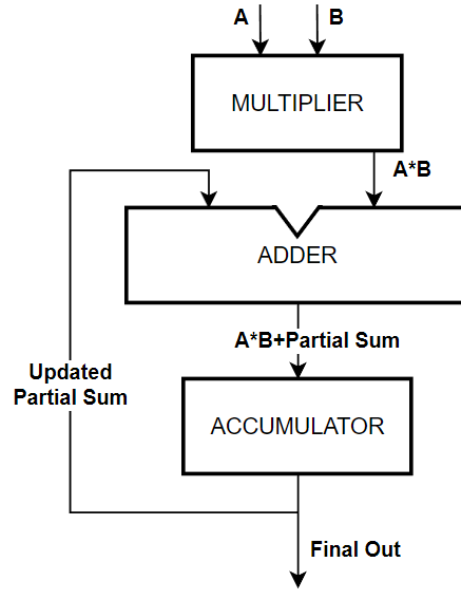 A
B
MULTIPLIER
A*B
ADDER
A*B+Partial Sum
Updated
Partial Sum
ACCUMULATOR
Final Out